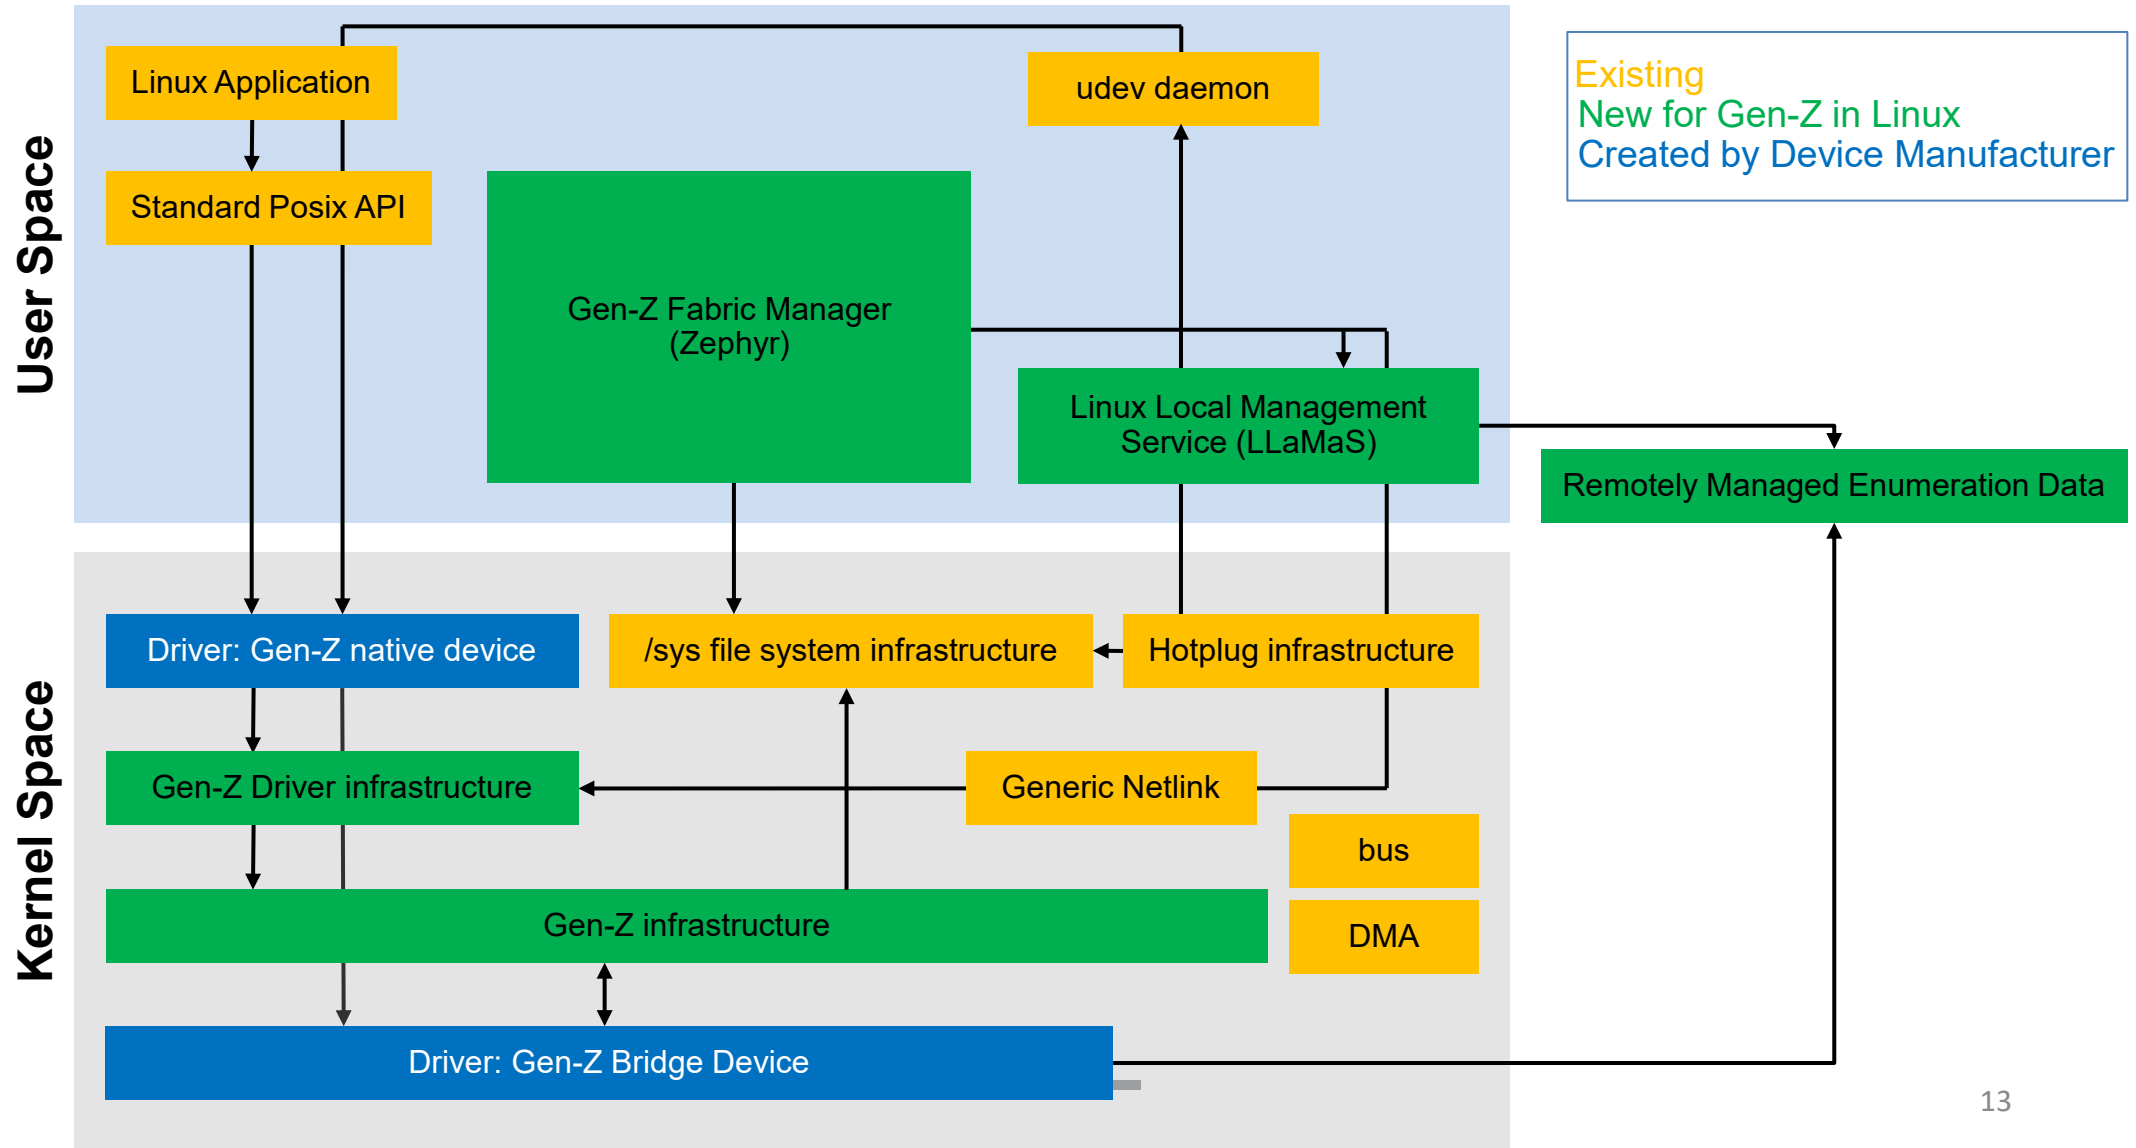 User Space
Linux Application
udev daemon
Standard Posix API
Gen-Z Fabric Manager
(Zephyr)
Linux Local Management
Service (LLaMaS)
Existing
New for Gen-Z in Linux
Created by Device Manufacturer
Remotely Managed Enumeration Data
Kernel Space
Driver: Gen-Z native device
/sys file system infrastructure
Hotplug infrastructure
Gen-Z Driver infrastructure
Generic Netlink
bus
Gen-Z infrastructure
DMA
Driver: Gen-Z Bridge Device
13